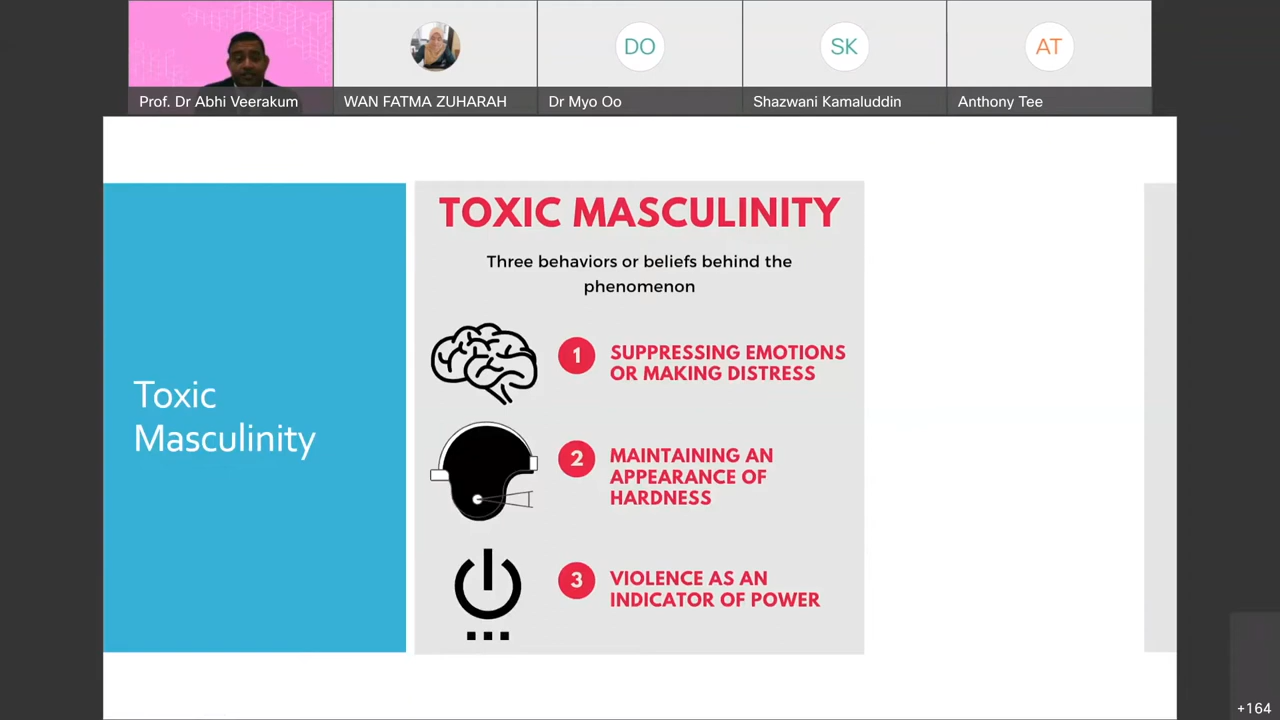 Prof. Dr Abhi Veerakum
WAN FATMA ZUHARAH
DO
Dr Myo Oo
SK
Shazwani Kamaluddin
AT
Anthony Tee
Toxic
Masculinity
TOXIC MASCULINITY
Three behaviors or beliefs behind the
phenomenon
1
SUPPRESSING EMOTIONS
OR MAKING DISTRESS
2
MAINTAINING AN
APPEARANCE OF
HARDNESS
3
VIOLENCE AS AN
INDICATOR OF POWER
+164